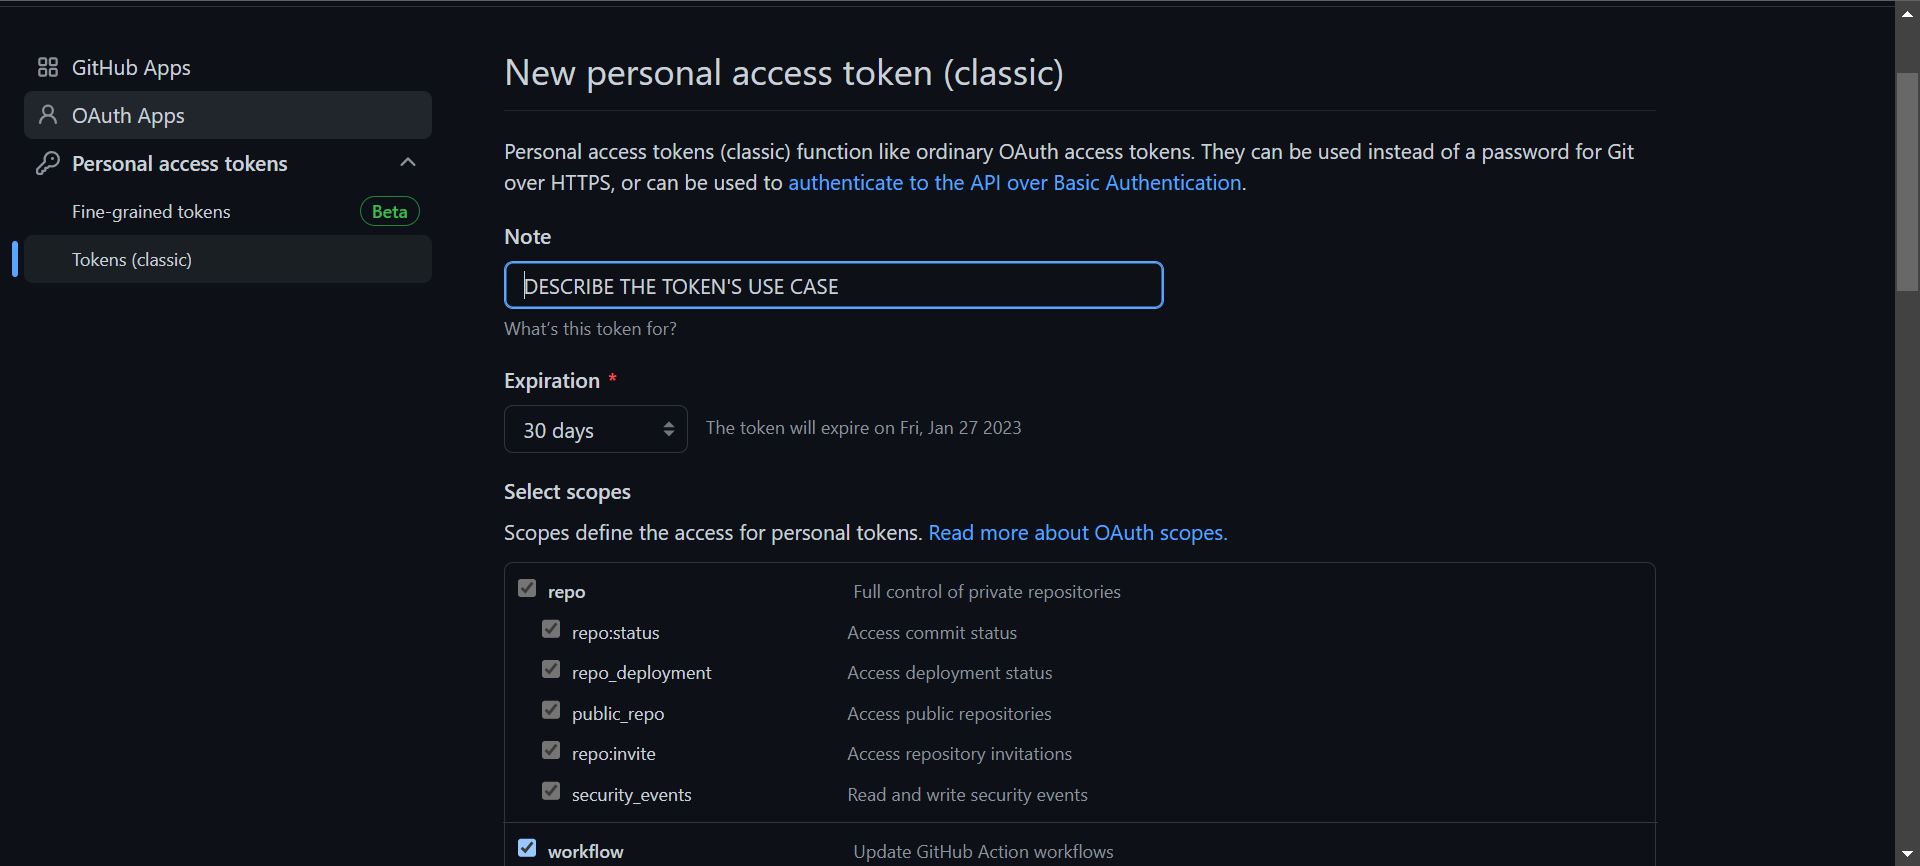 GitHub Apps
OAuth Apps
Personal access tokens
Fine-grained tokens Beta
Tokens (classic)
New personal access token (classic)
Personal access tokens (classic) function like ordinary OAuth access tokens. They can be used instead of a password for Git
over HTTPS, or can be used to authenticate to the API over Basic Authentication.
Note
DESCRIBE THE TOKEN'S USE CASE
What's this token for?
Expiration *
30 days The token will expire on Fri, Jan 27 2023
Select scopes
Scopes define the access for personal tokens. Read more about OAuth scopes.
repo Full control of private repositories
repo:status Access commit status
repo_deployment Access deployment status
public_repo Access public repositories
repo:invite Access repository invitations
security_events Read and write security events
workflow Update GitHub Action workflows